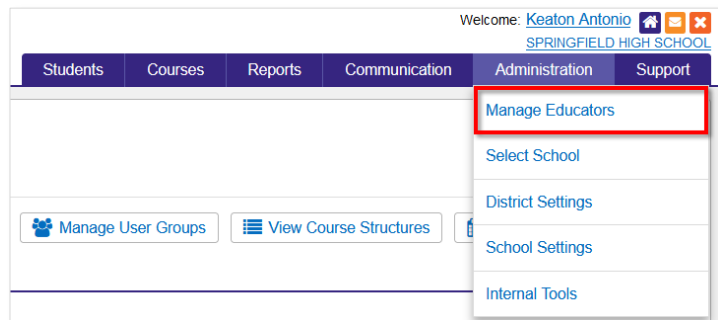 Welcome: Keaton Antonio
SPRINGFIELD HIGH SCHOOL
Students Courses Reports Communication Administration Support
Manage Educators
Select School
District Settings
School Settings
Internal Tools
Manage User Groups View Course Structures